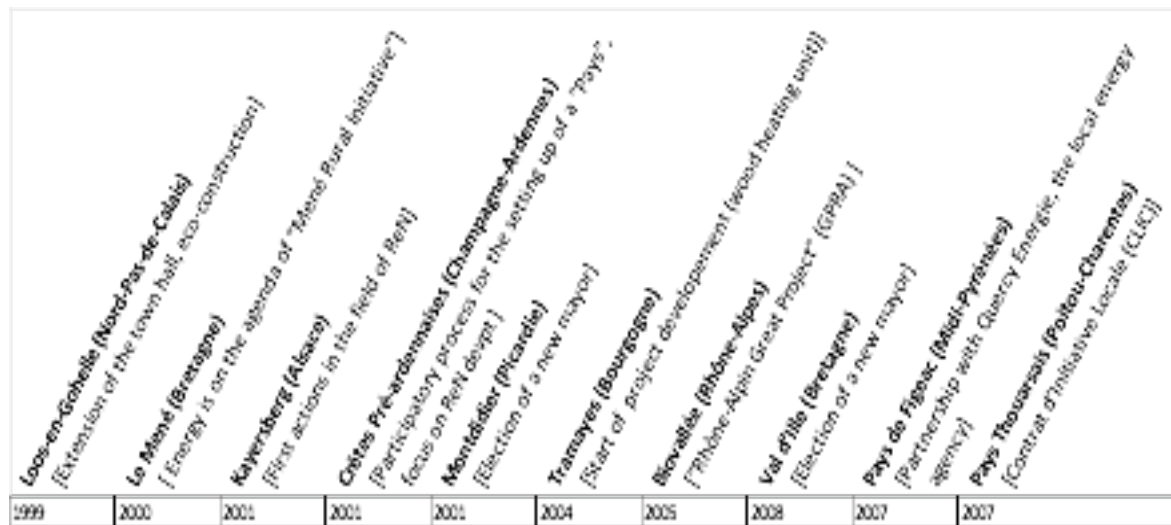 Loos-en-Gohelle (Nord-Pas-de-Calais)
[Extension of the town hall, eco-construction]
Le Mené (Bretagne)
[ Energy is on the agenda of "Mené Rural Initiative"]
Kayersberg (Alsace)
[First actions in the field of ReN]
Crêtes Pré-ardennaises (Champagne-Ardennes)
[Participatory process for the setting up of a "Pays",
focus on ReN devpt ]
Montdidier (Picardie)
[Election of a new mayor]
Tramayes (Bourgogne)
[Start of project developement (wood heating unit)]
Biovallée (Rhône-Alpes)
["Rhône-Alpin Great Project" (GPRA) ]
Val d'Ille (Bretagne)
[Election of a new mayor]
Pays de Figeac (Midi-Pyrénées)
[Partnership with Quercy Energie, the local energy
agency]
Pays Thouarsais (Poitou-Charentes)
[Contrat d'Initiative Locale (CLIC)]
1999 2000 2001 2001 2001 2004 2005 2008 2007 2007